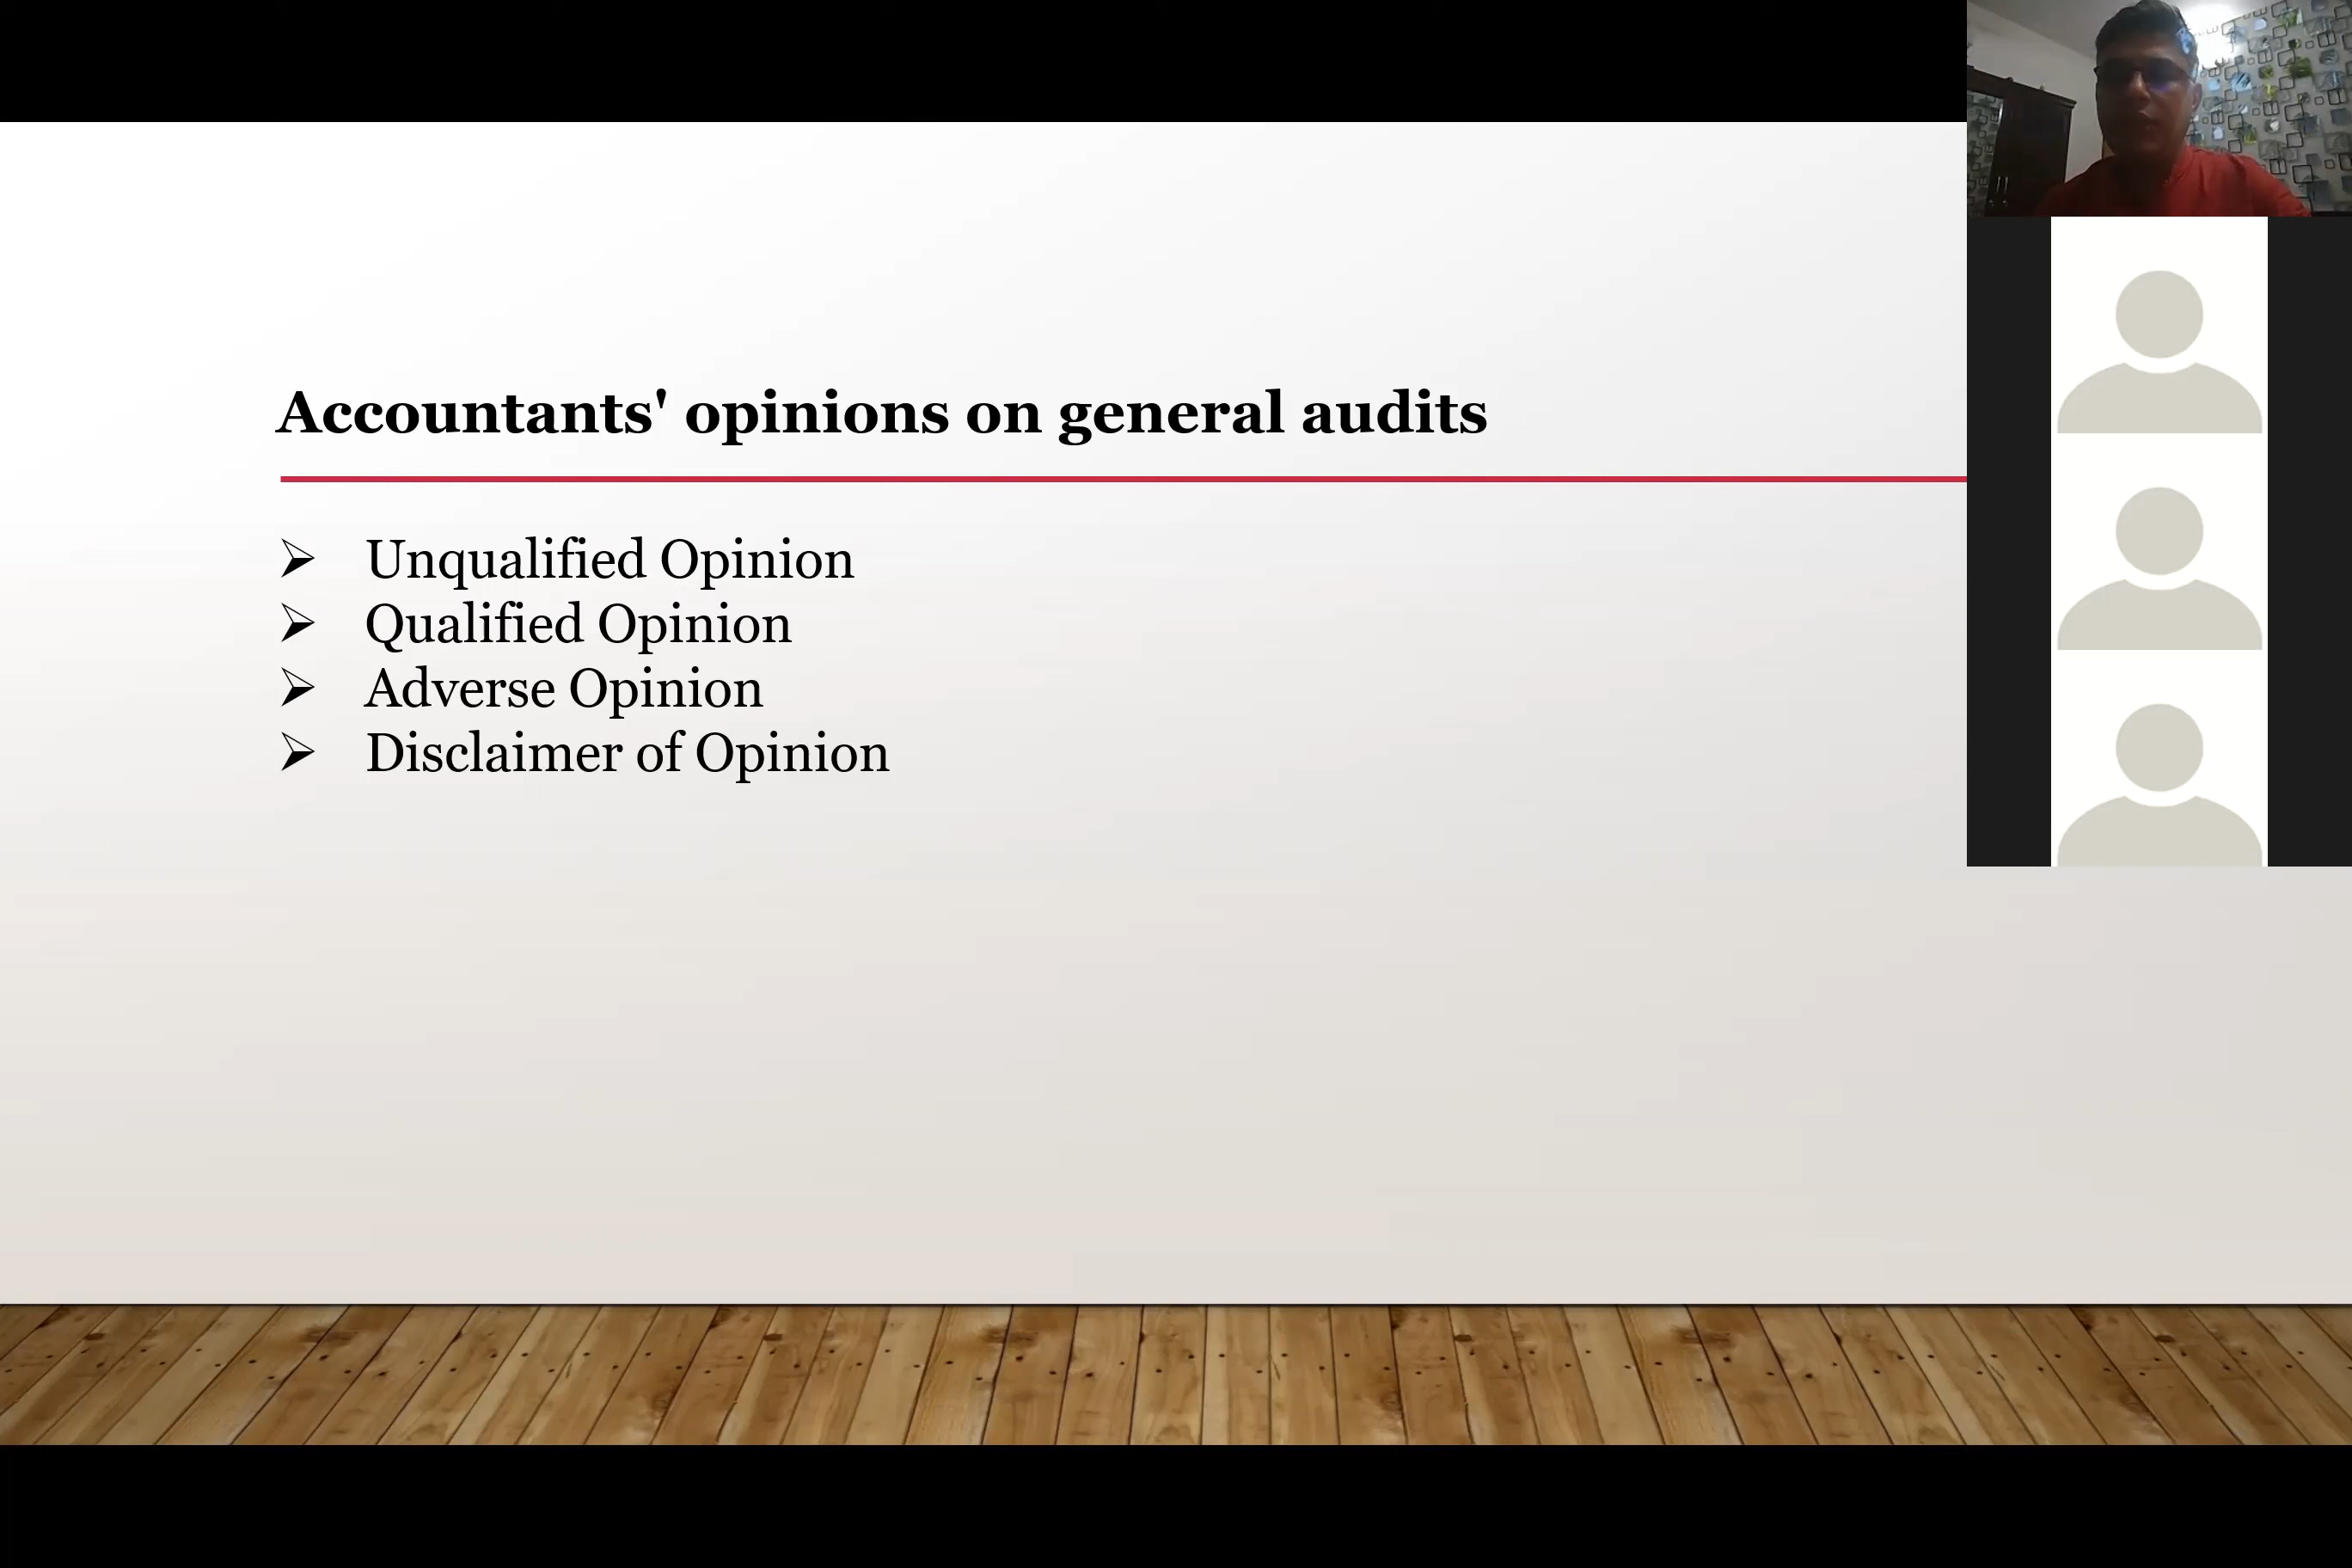 Accountants' opinions on general audits
Unqualified Opinion
Qualified Opinion
Adverse Opinion
Disclaimer of Opinion